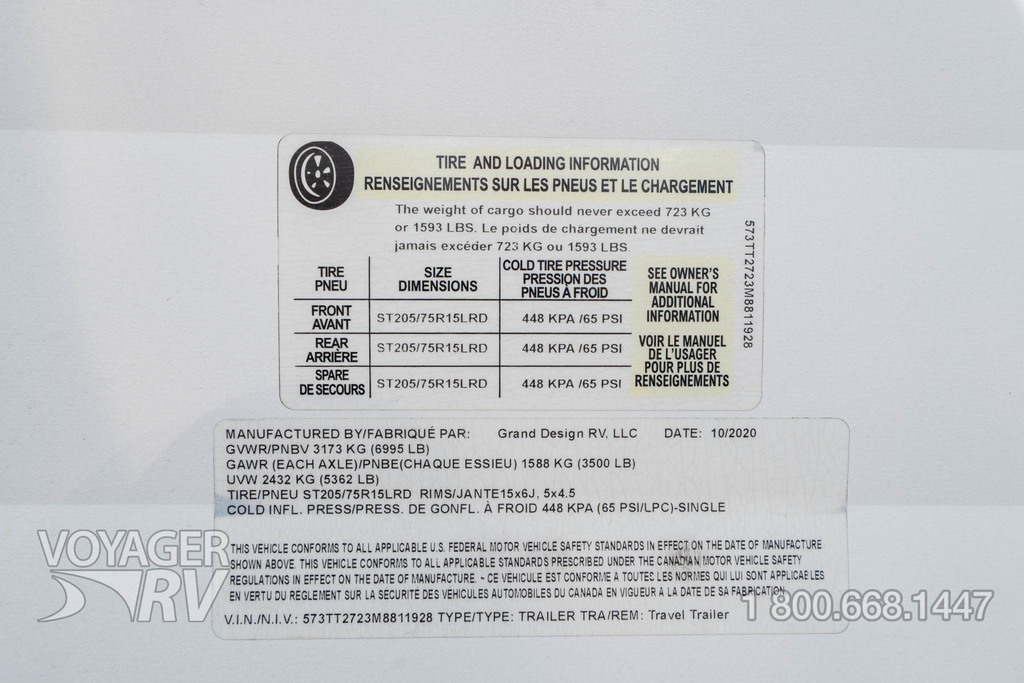 TIRE AND LOADING INFORMATION
RENSEIGNEMENTS SUR LES PNEUS ET LE CHARGEMENT
The weight of cargo should never exceed 723 KG
or 1593 LBS. Le poids de chargement ne devrait
jamais excéder 723 KG ou 1593 LBS.
TIRE PNEU SIZE DIMENSIONS COLD TIRE PRESSURE PRESSION DES PNEUS À FROID
FRONT AVANT ST205/75R15LRD 448 KPA /65 PSI
REAR ARRIÈRE ST205/75R15LRD 448 KPA /65 PSI
SPARE DE SECOURS ST205/75R15LRD 448 KPA /65 PSI
SEE OWNER'S
MANUAL FOR
ADDITIONAL
INFORMATION
VOIR LE MANUEL
DE L'USAGER
POUR PLUS DE
RENSEIGNEMENTS
573TT2723M8811928
MANUFACTURED BY/FABRIQUÉ PAR: Grand Design RV, LLC DATE: 10/2020
GVWR/PNBV 3173 KG (6995 LB)
GAWR (EACH AXLE)/PNBE(CHAQUE ESSIEU) 1588 KG (3500 LB)
UVW 2432 KG (5362 LB)
TIRE/PNEU ST205/75R15LRD RIMS/JANTE15x6J, 5x4.5
COLD INFL. PRESS/PRESS. DE GONFL. À FROID 448 KPA (65 PSI/LPC)-SINGLE
THIS VEHICLE CONFORMS TO ALL APPLICABLE U.S. FEDERAL MOTOR VEHICLE SAFETY STANDARDS IN EFFECT ON THE DATE OF MANUFACTURE
SHOWN ABOVE. THIS VEHICLE CONFORMS TO ALL APPLICABLE STANDARDS PRESCRIBED UNDER THE CANADIAN MOTOR VEHICLE SAFETY
REGULATIONS IN EFFECT ON THE DATE OF MANUFACTURE. - CE VEHICULE EST CONFORME A TOUTEC LES NORMES QUI LUI SONT APPLICABLES
EN VERTU DU REGLEMENT SUR LA SECURITE DES VEHICULES AUTOMOBILES DU CANADA EN VIGUEUR A LA DATE DE SA FABRICATION
V.I.N./N.I.V.: 573TT2723M8811928 TYPE/TYPE: TRAILER TRA/REM: Travel Trailer
VOYAGER
RV
1 800.668.1447